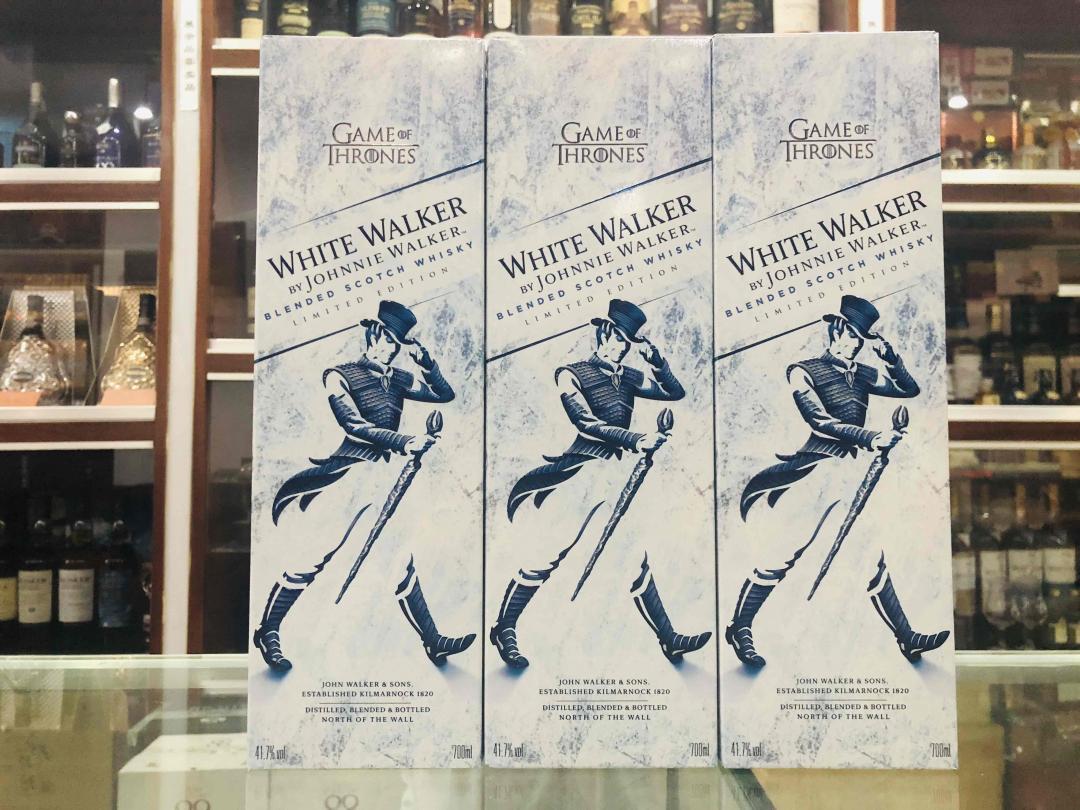 GAME OF
THRONES
WHITE WALKER
BY JOHNNIE WALKER™
BLENDED SCOTCH WHISKY
LIMITED EDITION
JOHN WALKER & SONS,
ESTABLISHED KILMARNOCK 1820
DISTILLED, BLENDED & BOTTLED
NORTH OF THE WALL
41.7% vol
700ml
GAME OF
THRONES
WHITE WALKER
BY JOHNNIE WALKER™
BLENDED SCOTCH WHISKY
LIMITED EDITION
JOHN WALKER & SONS,
ESTABLISHED KILMARNOCK 1820
DISTILLED, BLENDED & BOTTLED
NORTH OF THE WALL
41.7% vol
700ml
GAME OF
THRONES
WHITE WALKER
BY JOHNNIE WALKER™
BLENDED SCOTCH WHISKY
LIMITED EDITION
JOHN WALKER & SONS,
ESTABLISHED KILMARNOCK 1820
DISTILLED, BLENDED & BOTTLED
NORTH OF THE WALL
41.7% vol
700ml